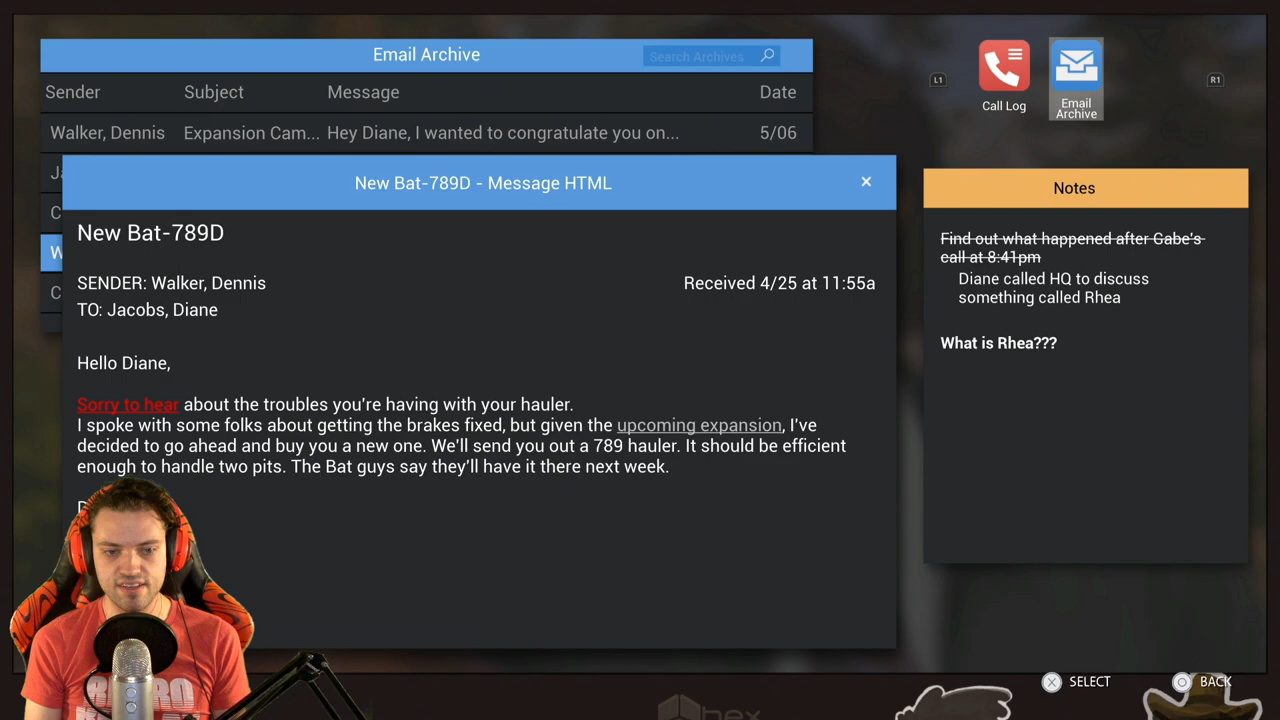 Email Archive
Search Archives
Sender Subject Message Date
Walker, Dennis Expansion Cam... Hey Diane, I wanted to congratulate you on... 5/06
New Bat-789D - Message HTML
×
New Bat-789D
SENDER: Walker, Dennis Received 4/25 at 11:55a
TO: Jacobs, Diane
Hello Diane,
Sorry to hear about the troubles you're having with your hauler.
I spoke with some folks about getting the brakes fixed, but given the upcoming expansion, I've
decided to go ahead and buy you a new one. We'll send you out a 789 hauler. It should be efficient
enough to handle two pits. The Bat guys say they'll have it there next week.
L1
Call Log
Email
Archive
R1
Notes
Find out what happened after Gabe's
call at 8:41pm
Diane called HQ to discuss
something called Rhea
What is Rhea???
SELECT
BACK
hex